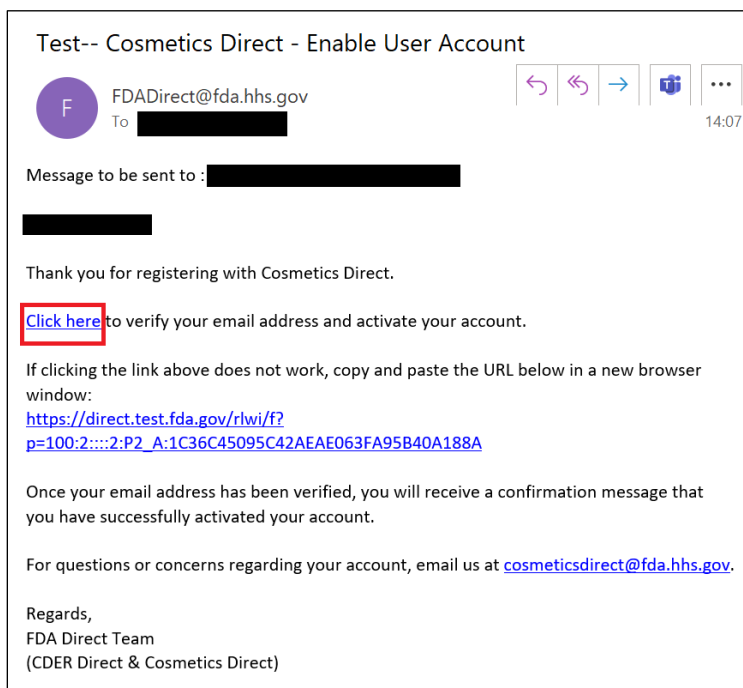 Test-- Cosmetics Direct - Enable User Account
F
FDADirect@fda.hhs.gov
To
14:07
Message to be sent to :
Thank you for registering with Cosmetics Direct.
Click here to verify your email address and activate your account.
If clicking the link above does not work, copy and paste the URL below in a new browser
window:
https://direct.test.fda.gov/rlwi/f?
p=100:2::::2:P2_A:1C36C45095C42AEAE063FA95B40A188A
Once your email address has been verified, you will receive a confirmation message that
you have successfully activated your account.
For questions or concerns regarding your account, email us at cosmeticsdirect@fda.hhs.gov.
Regards,
FDA Direct Team
(CDER Direct & Cosmetics Direct)